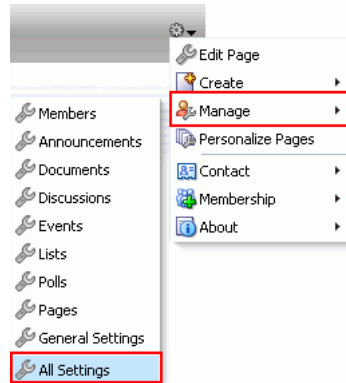 Edit Page
Create
Manage
Personalize Pages
Contact
Membership
About
Members
Announcements
Documents
Discussions
Events
Lists
Polls
Pages
General Settings
All Settings